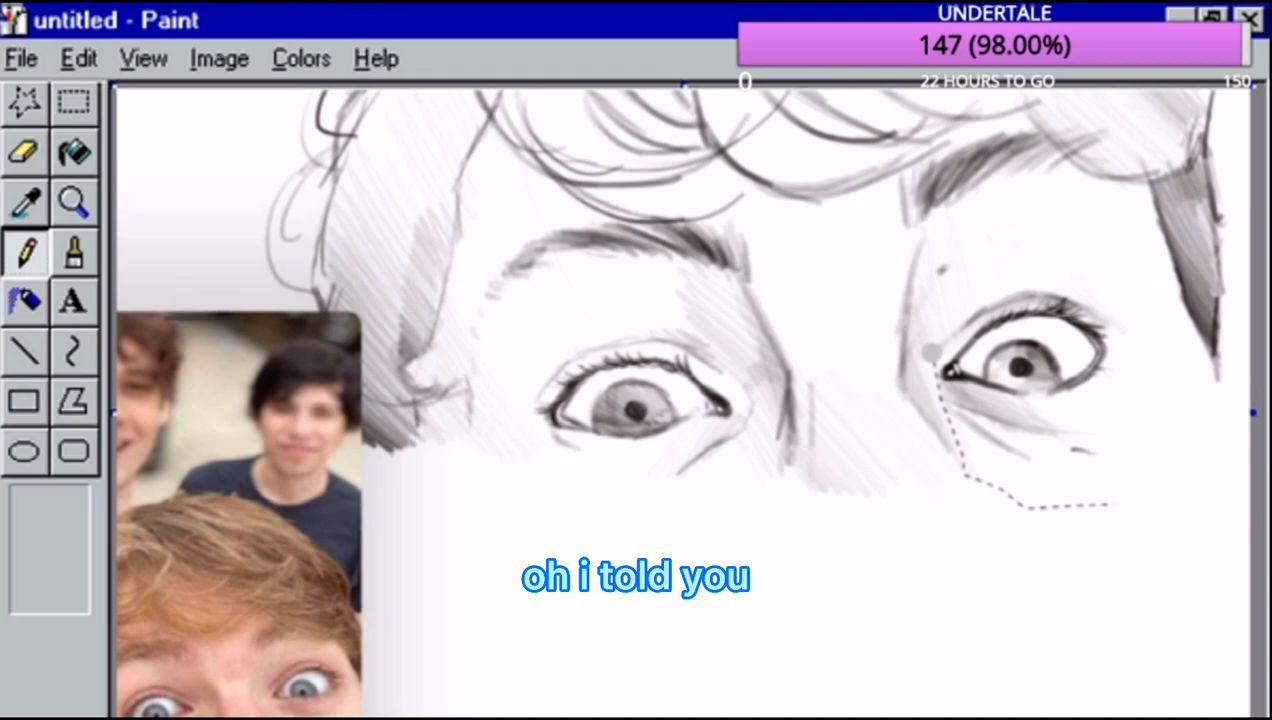 untitled - Paint
UNDERTALE
147 (98.00%)
0 22 HOURS TO GO 150
File Edit View Image Colors Help
A
oh i told you